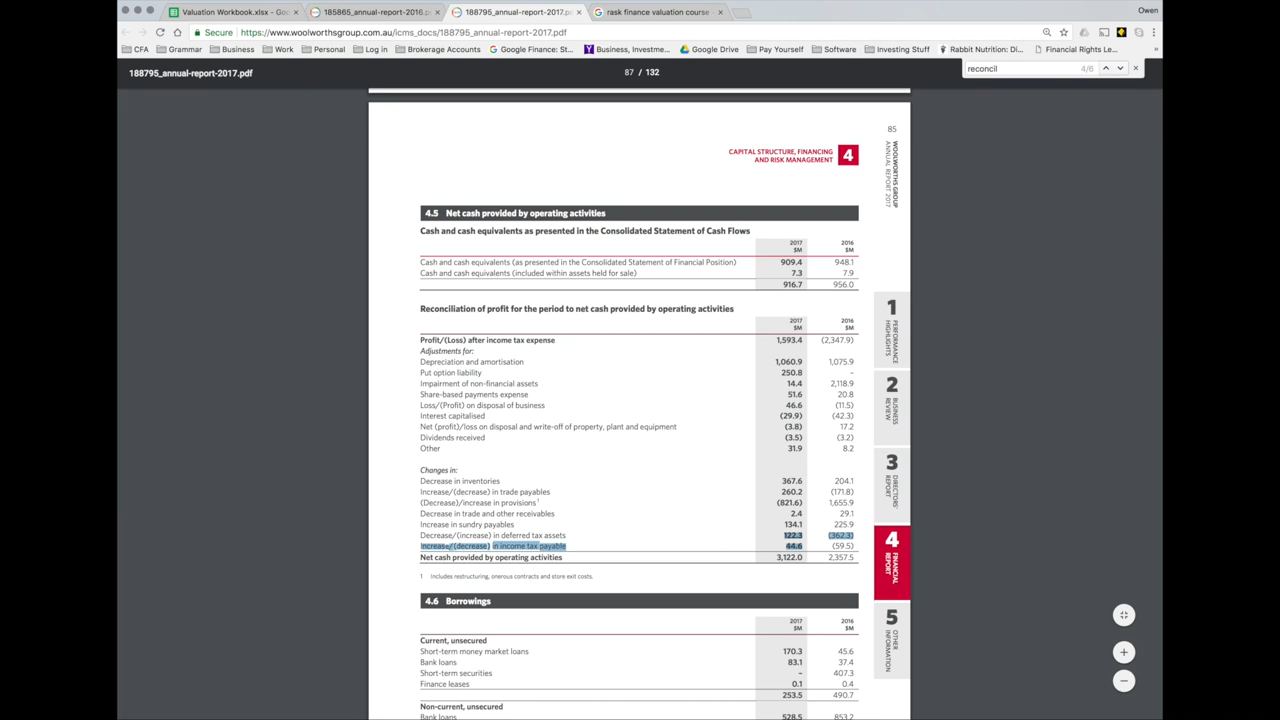 Valuation Workbook.xlsx - Goo × 185865_annual-report-2016.p × 188795_annual-report-2017.p × rask finance valuation course × Owen
Secure https://www.woolworthsgroup.com.au/icms_docs/188795_annual-report-2017.pdf
CFA Grammar Business Work Personal Log in Brokerage Accounts Google Finance: St... Business, Investme... Google Drive Pay Yourself Software Investing Stuff Rabbit Nutrition: Di... Financial Rights Le... »
188795_annual-report-2017.pdf 87 / 132 reconcil 4/6 ×
85
WOOLWORTHS GROUP
ANNUAL REPORT 2017
CAPITAL STRUCTURE, FINANCING
AND RISK MANAGEMENT 4
4.5 Net cash provided by operating activities
Cash and cash equivalents as presented in the Consolidated Statement of Cash Flows
2017 2016
$M $M
Cash and cash equivalents (as presented in the Consolidated Statement of Financial Position) 909.4 948.1
Cash and cash equivalents (included within assets held for sale) 7.3 7.9
916.7 956.0
Reconciliation of profit for the period to net cash provided by operating activities
2017 2016
$M $M
Profit/(Loss) after income tax expense 1,593.4 (2,347.9)
Adjustments for:
Depreciation and amortisation 1,060.9 1,075.9
Put option liability 250.8 –
Impairment of non-financial assets 14.4 2,118.9
Share-based payments expense 51.6 20.8
Loss/(Profit) on disposal of business 46.6 (11.5)
Interest capitalised (29.9) (42.3)
Net (profit)/loss on disposal and write-off of property, plant and equipment (3.8) 17.2
Dividends received (3.5) (3.2)
Other 31.9 8.2
Changes in:
Decrease in inventories 367.6 204.1
Increase/(decrease) in trade payables 260.2 (171.8)
(Decrease)/increase in provisions 1 (821.6) 1,655.9
Decrease in trade and other receivables 2.4 29.1
Increase in sundry payables 134.1 225.9
Decrease/(increase) in deferred tax assets 122.3 (362.3)
Increase/(decrease) in income tax payable 44.6 (59.5)
Net cash provided by operating activities 3,122.0 2,357.5
1 Includes restructuring, onerous contracts and store exit costs.
4.6 Borrowings
2017 2016
$M $M
Current, unsecured
Short-term money market loans 170.3 45.6
Bank loans 83.1 37.4
Short-term securities – 407.3
Finance leases 0.1 0.4
253.5 490.7
Non-current, unsecured
Bank loans 528.5 853.2
1 PERFORMANCE HIGHLIGHTS
2 BUSINESS REVIEW
3 DIRECTORS' REPORT
4 FINANCIAL REPORT
5 OTHER INFORMATION